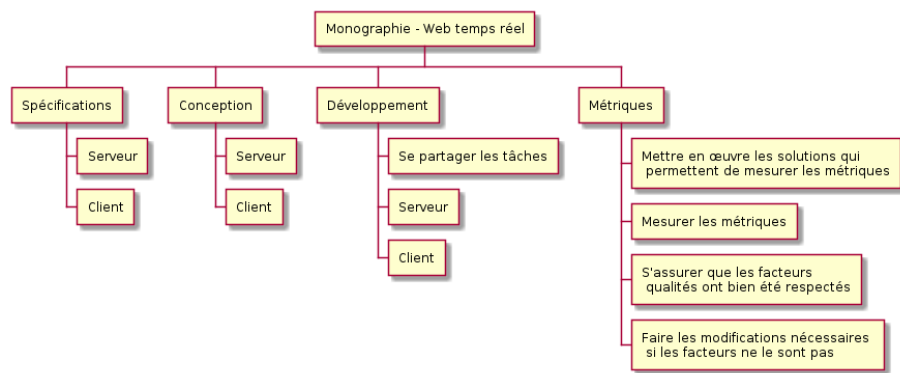 Monographie - Web temps réel
Spécifications
Serveur
Client
Conception
Serveur
Client
Développement
Se partager les tâches
Serveur
Client
Métriques
Mettre en œuvre les solutions qui
permettent de mesurer les métriques
Mesurer les métriques
S'assurer que les facteurs
qualités ont bien été respectés
Faire les modifications nécessaires
si les facteurs ne le sont pas